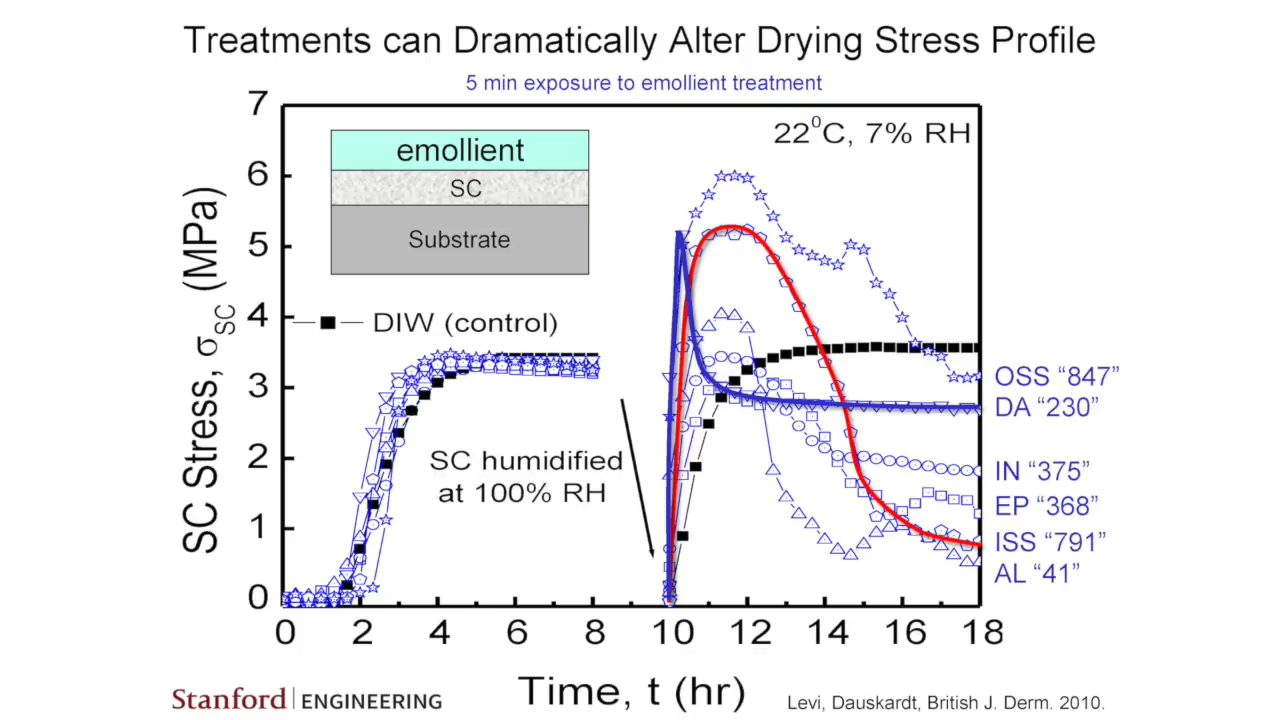 Treatments can Dramatically Alter Drying Stress Profile
5 min exposure to emollient treatment
22⁰C, 7% RH
emollient
SC
Substrate
DIW (control)
SC humidified
at 100% RH
SC Stress, σSC (MPa)
7
6
5
4
3
2
1
0
0 2 4 6 8 10 12 14 16 18
Time, t (hr)
OSS “847”
DA “230”
IN “375”
EP “368”
ISS “791”
AL “41”
Stanford | ENGINEERING
Levi, Dauskardt, British J. Derm. 2010.